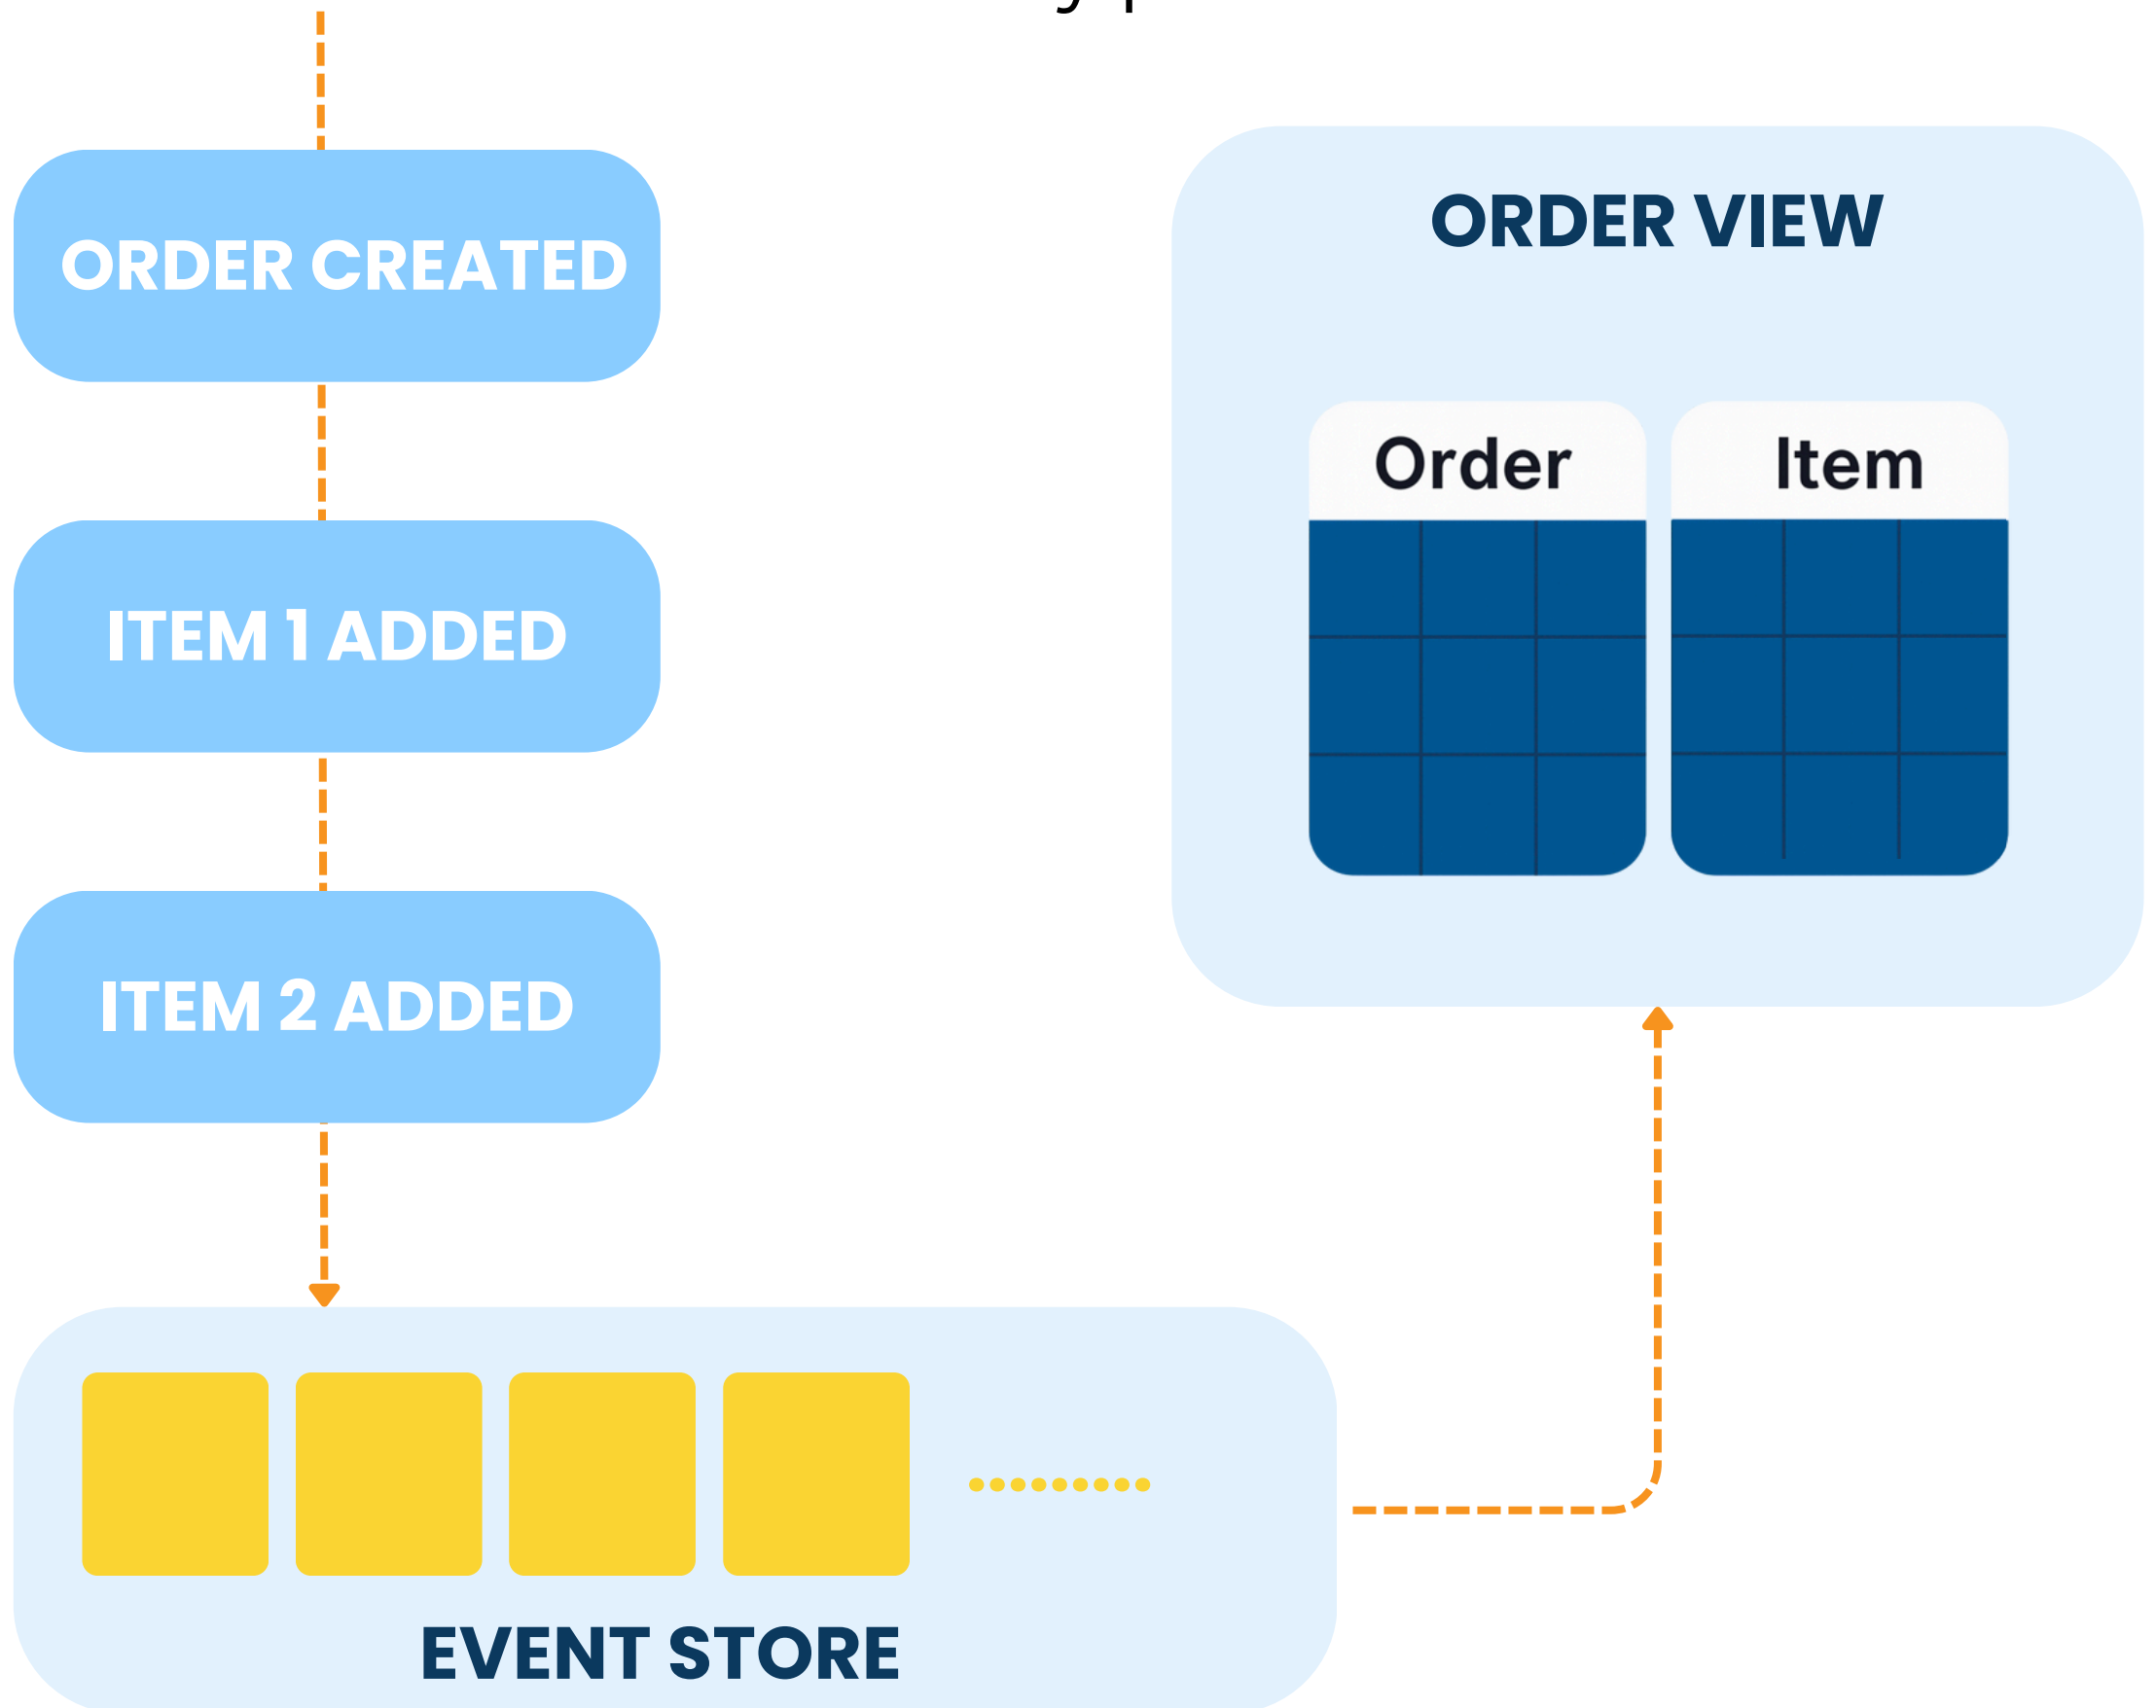 ORDER CREATED
ITEM 1 ADDED
ITEM 2 ADDED
EVENT STORE
ORDER VIEW
Order
Item